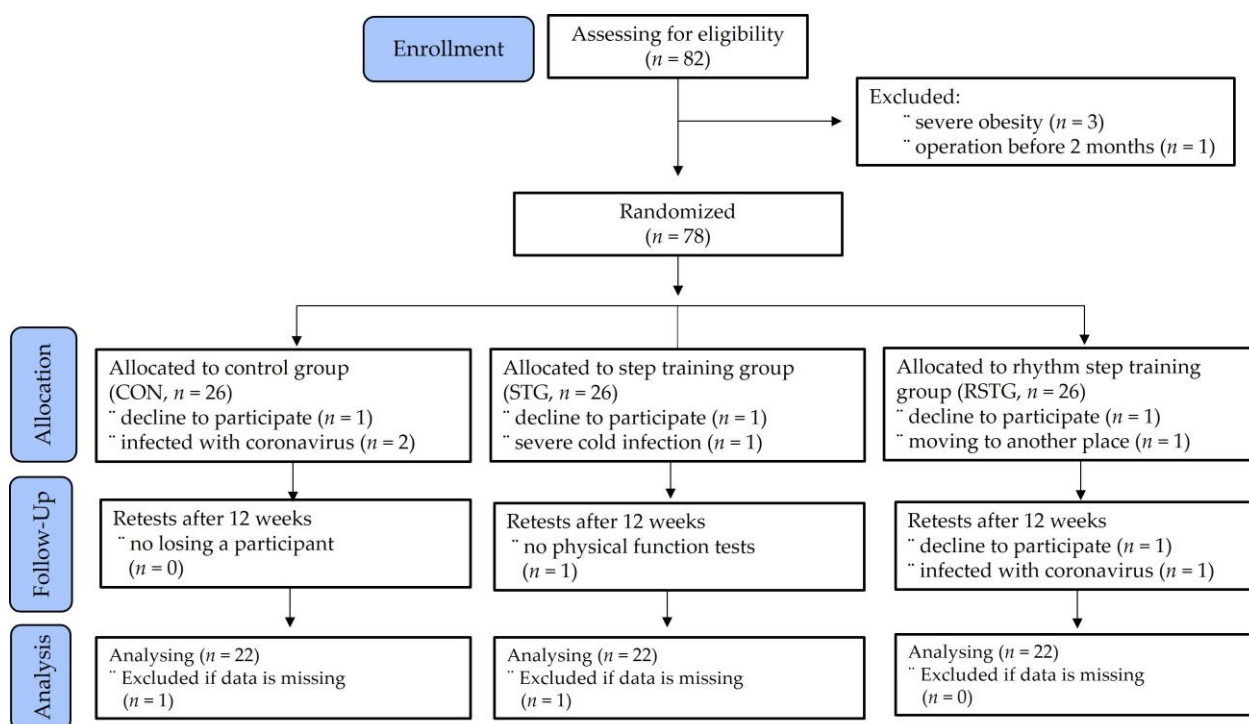 Enrollment
Assessing for eligibility
(n = 82)
Excluded:
¨ severe obesity (n = 3)
¨ operation before 2 months (n = 1)
Randomized
(n = 78)
Allocation
Allocated to control group
(CON, n = 26)
¨ decline to participate (n = 1)
¨ infected with coronavirus (n = 2)
Allocated to step training group
(STG, n = 26)
¨ decline to participate (n = 1)
¨ severe cold infection (n = 1)
Allocated to rhythm step training
group (RSTG, n = 26)
¨ decline to participate (n = 1)
¨ moving to another place (n = 1)
Follow-Up
Retests after 12 weeks
¨ no losing a participant
(n = 0)
Retests after 12 weeks
¨ no physical function tests
(n = 1)
Retests after 12 weeks
¨ decline to participate (n = 1)
¨ infected with coronavirus (n = 1)
Analysis
Analysing (n = 22)
¨ Excluded if data is missing
(n = 1)
Analysing (n = 22)
¨ Excluded if data is missing
(n = 1)
Analysing (n = 22)
¨ Excluded if data is missing
(n = 0)